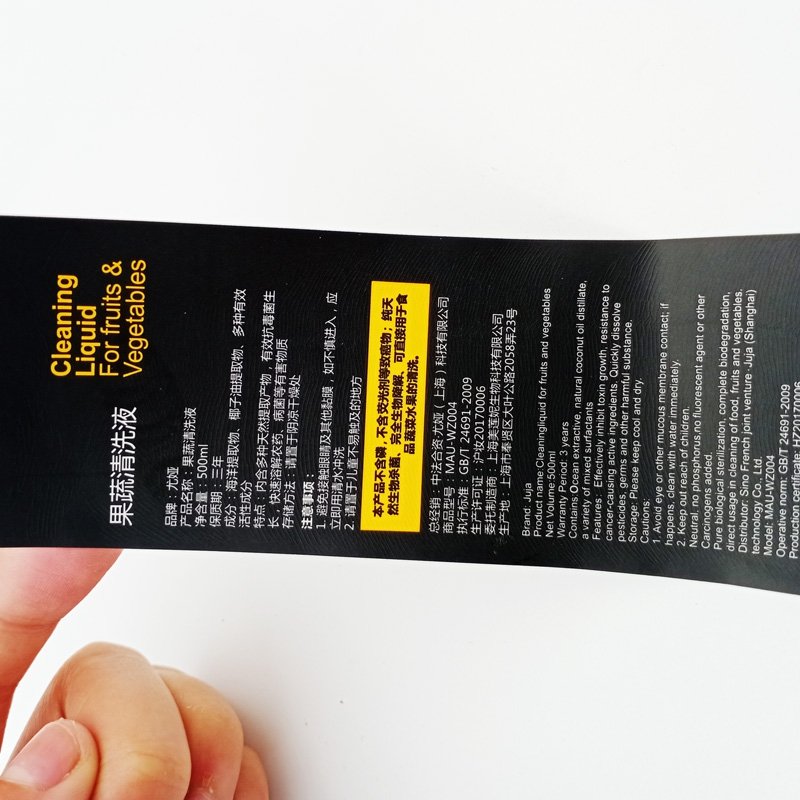 Cleaning
Liquid
For fruits &
Vegetables
果蔬清洗液
品牌：尤娅
产品名称：果蔬清洗液
净含量：500ml
保质期：三年
成分：海洋提取物、椰子油提取物、多种有效
活性成分
特点：内含多种天然提取产物，有效抗毒菌生
长，快速溶解农药、病菌等有害物质
存储方法：请置于阴凉干燥处
注意事项：
1. 避免接触眼睛及其他黏膜，如不慎进入，应
立即用清水冲洗
2. 请置于儿童不易触及的地方
本产品不含磷，不含荧光剂等致癌物；纯天
然生物杀菌、完全生物降解、可直接用于食
品蔬菜水果的清洗。
总经销：中法合资尤娅（上海）科技有限公司
商品型号：MAU-WZ004
执行标准：GB/T 24691-2009
生产许可证：沪妆20170006
委托制造商：上海美莲妮生物科技有限公司
生产地：上海市奉贤区大叶公路2058弄23号
Brand: Juja
Product name:Cleaningliquid for fruits and vegetables
Net Volume:500ml
Warranty Period: 3 years
Contains: Ocean extractive, natural coconut oil distillate,
a variety of mixed surfactants
Features: Effectively inhibit toxin growth, resistance to
cancer-causing active ingredients. Quickly dissolve
pesticides, germs and other harmful substance.
Storage: Please keep cool and dry.
Cautions:
1. Avoid eye or other mucous membrane contact; if
happens, clean with water immediately.
2. Keep out reach of children.
Neutral, no phosphorus,no fluorescent agent or other
Carcinogens added.
Pure biological sterilization, complete biodegradation,
direct usage in cleaning of food, fruits and vegetables.
Distributor: Sino French joint venture Juja (Shanghai)
technology Co., Ltd.
Model: MAU-WZ004
Operative norm: GB/T 24691-2009
Production certificate: HZ20170006